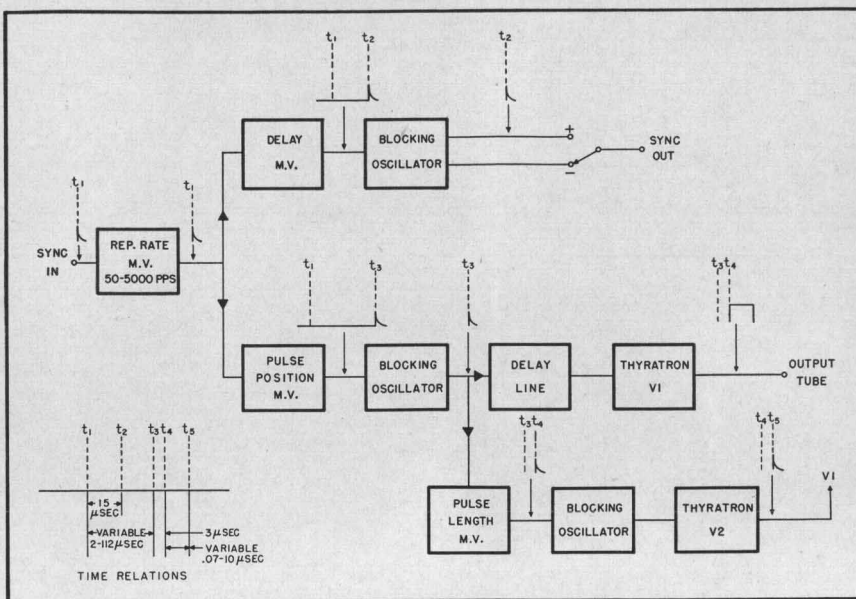 t1
t2
t2
DELAY
M.V.
BLOCKING
OSCILLATOR
+
−
SYNC
OUT
t1
t1
SYNC
IN
REP. RATE
M.V.
50-5000 PPS
t1
t3
t3
t3 t4
PULSE
POSITION
M.V.
BLOCKING
OSCILLATOR
DELAY
LINE
THYRATRON
V1
OUTPUT
TUBE
t1
t2
t3 t4
t5
t3 t4
t4 t5
V1
PULSE
LENGTH
M.V.
BLOCKING
OSCILLATOR
THYRATRON
V2
15
μSEC
VARIABLE
2-112μSEC
3μSEC
VARIABLE
.07-10μSEC
TIME RELATIONS